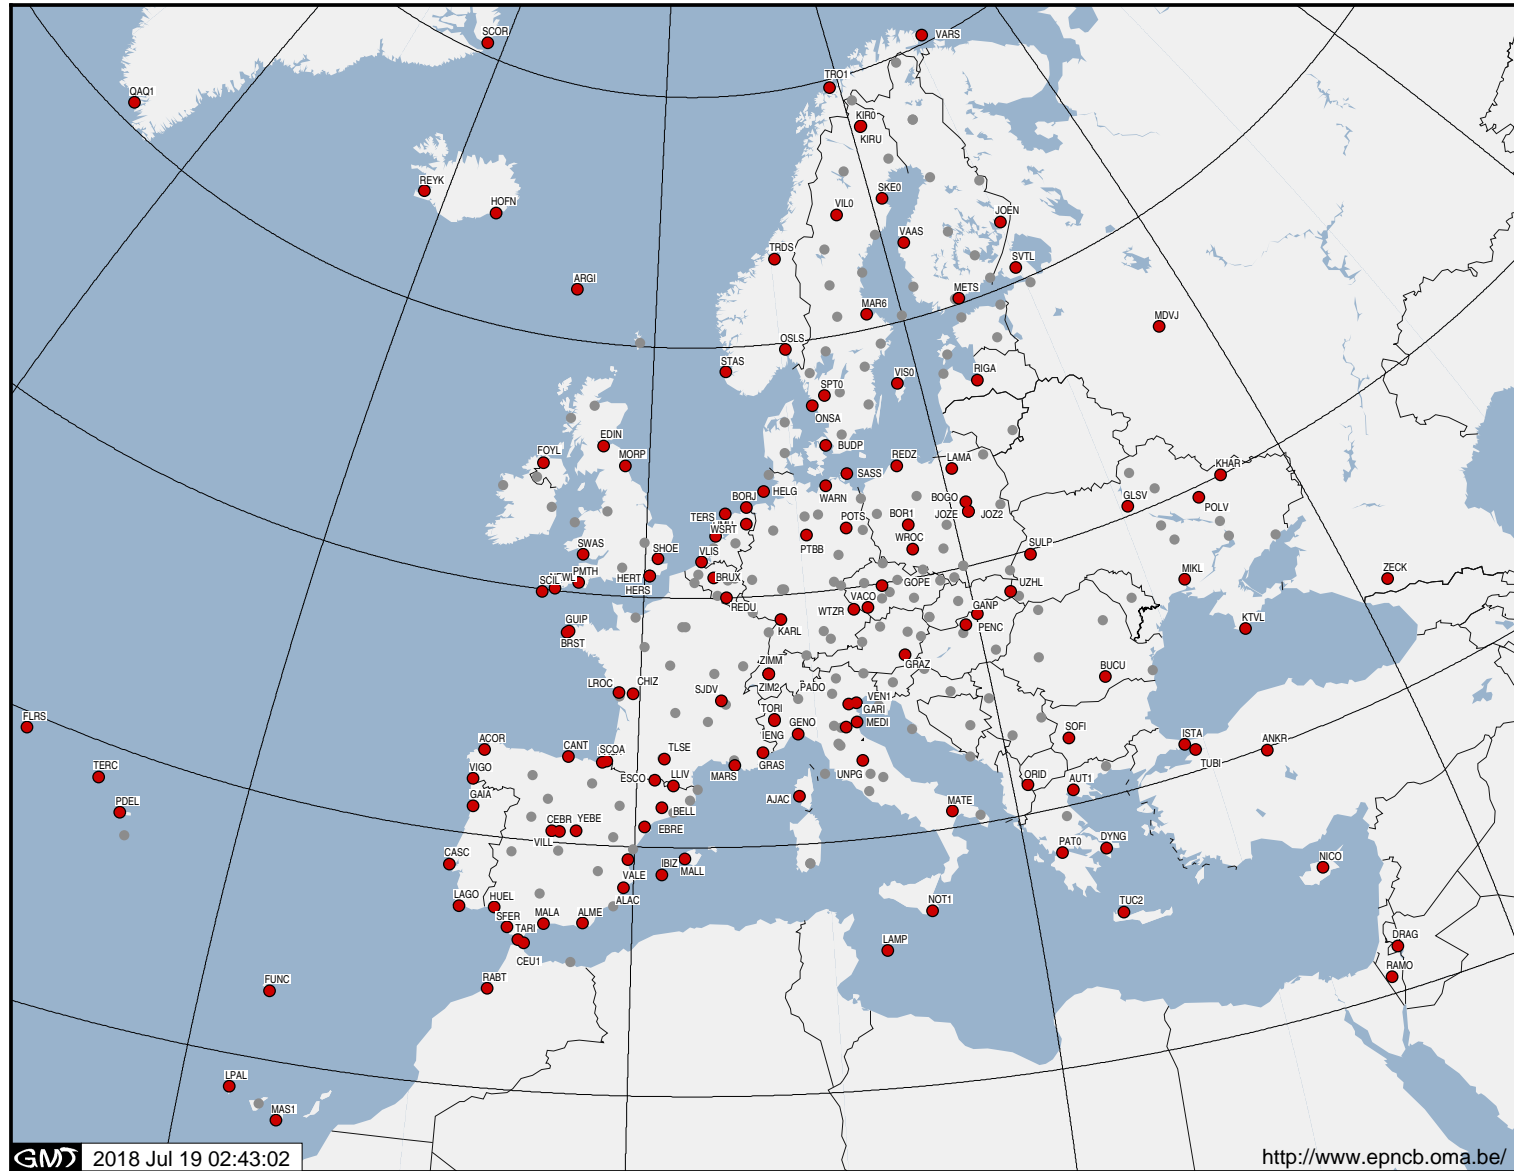 SCOR
VARS
QAQ1
TRO1
KIR0
KIRU
REYK
HOFN
SKE0
VIL0
JOEN
VAAS
TRDS
SVTL
ARGI
METS
MAR6
MDVJ
OSLS
STAS
RIGA
SPT0
VIS0
ONSA
EDIN
BUDP
FOYL
MORP
REDZ
LAMA
SASS
KHAR
HELG
WARN
BORJ
BOGO
GLSV
POLV
TERS
WSRT
POTS
BOR1
JOZE
JOZ2
PTBB
WROC
SWAS
SHOE
VLIS
SULP
SCIL
PMTH
HERT
HERS
BRUX
GOPE
UZHL
MIKL
ZECK
REDU
WTZR
VACO
GANP
GUIP
BRST
KARL
PENC
KTVL
ZIMM
GRAZ
BUCU
LROC
CHIZ
SJDV
ZIM2
PADO
VEN1
FLRS
TORI
GARI
GENO
MEDI
SOFI
ACOR
CANT
SCOA
TLSE
IENG
ISTA
ANKR
TERC
VIGO
ESCO
LLIV
MARS
GRAS
UNPG
TUBI
PDEL
GAIA
AJAC
ORID
AUT1
BELL
MATE
CEBR
YEBE
EBRE
VILL
PAT0
DYNG
CASC
IBIZ
MALL
NICO
VALE
LAGO
HUEL
ALAC
NOT1
TUC2
SFER
MALA
ALME
TARI
LAMP
DRAG
CEU1
FUNC
RABT
RAMO
LPAL
MAS1
GMT 2018 Jul 19 02:43:02
http://www.epncb.oma.be/